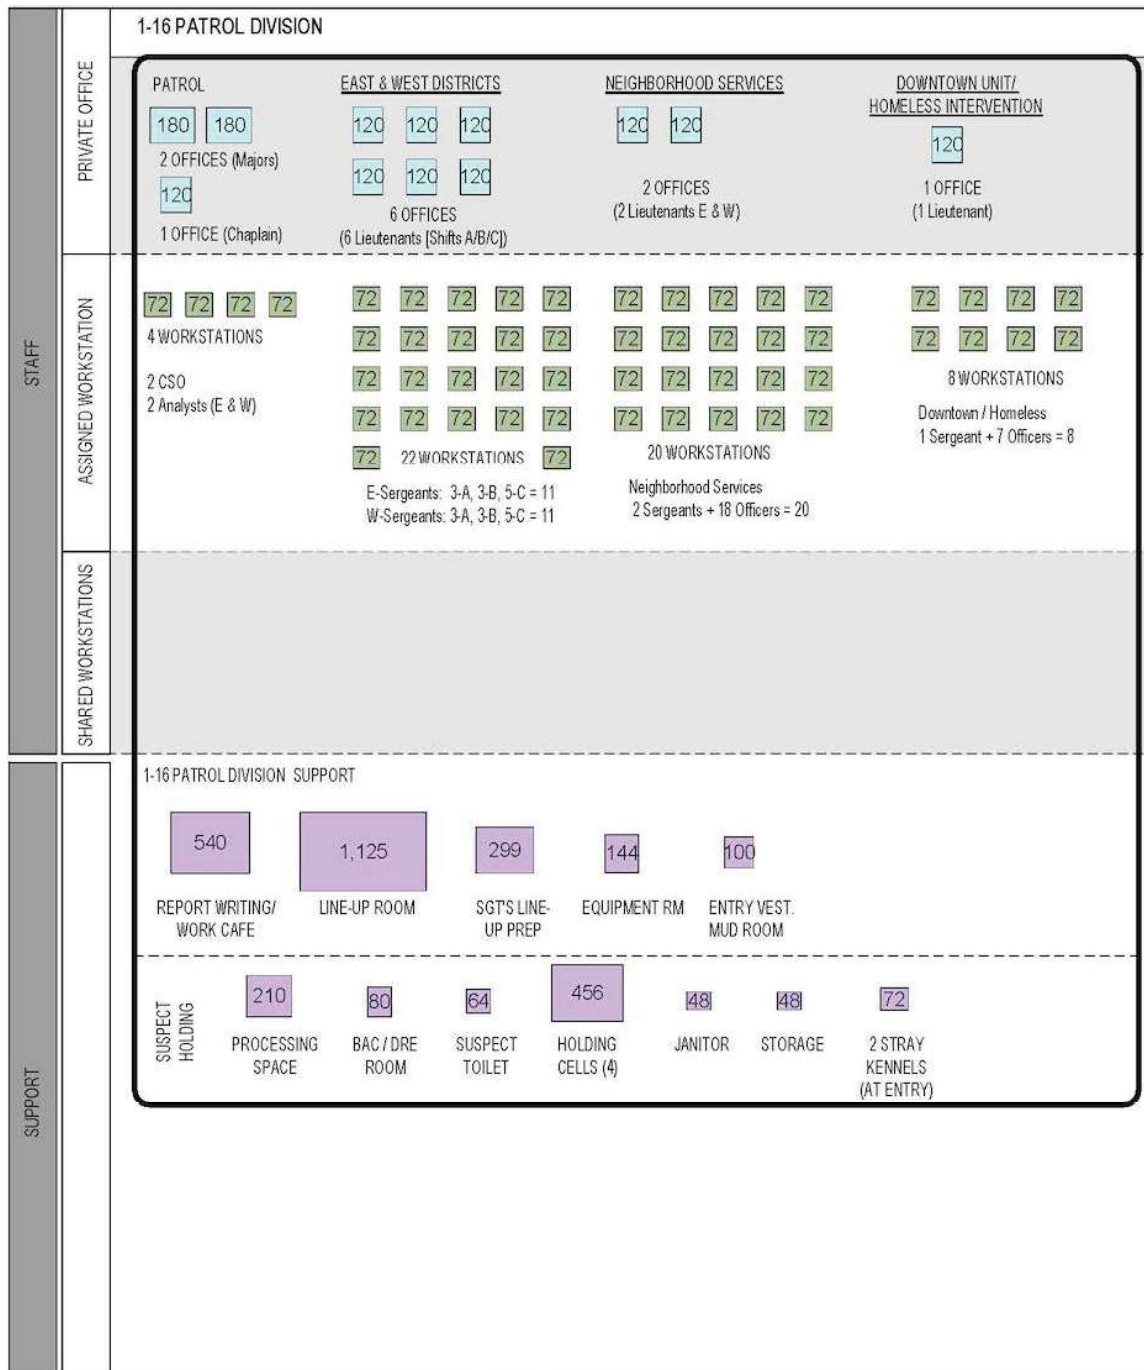 1-16 PATROL DIVISION
STAFF
PRIVATE OFFICE
PATROL
180 180
2 OFFICES (Majors)
120
1 OFFICE (Chaplain)
EAST & WEST DISTRICTS
120 120 120
120 120 120
6 OFFICES
(6 Lieutenants [Shifts A/B/C])
NEIGHBORHOOD SERVICES
120 120
2 OFFICES
(2 Lieutenants E & W)
DOWNTOWN UNIT/
HOMELESS INTERVENTION
120
1 OFFICE
(1 Lieutenant)
ASSIGNED WORKSTATION
72 72 72 72
4 WORKSTATIONS
2 CSO
2 Analysts (E & W)
72 72 72 72 72
72 72 72 72 72
72 72 72 72 72
72 72 72 72 72
72 22 WORKSTATIONS 72
E-Sergeants: 3-A, 3-B, 5-C = 11
W-Sergeants: 3-A, 3-B, 5-C = 11
72 72 72 72 72
72 72 72 72 72
72 72 72 72 72
72 72 72 72 72
20 WORKSTATIONS
Neighborhood Services
2 Sergeants + 18 Officers = 20
72 72 72 72
72 72 72 72
8 WORKSTATIONS
Downtown / Homeless
1 Sergeant + 7 Officers = 8
SHARED WORKSTATIONS
SUPPORT
1-16 PATROL DIVISION SUPPORT
540
REPORT WRITING/
WORK CAFE
1,125
LINE-UP ROOM
299
SGT'S LINE-
UP PREP
144
EQUIPMENT RM
100
ENTRY VEST.
MUD ROOM
SUSPECT
HOLDING
210
PROCESSING
SPACE
80
BAC / DRE
ROOM
64
SUSPECT
TOILET
456
HOLDING
CELLS (4)
48
JANITOR
48
STORAGE
72
2 STRAY
KENNELS
(AT ENTRY)